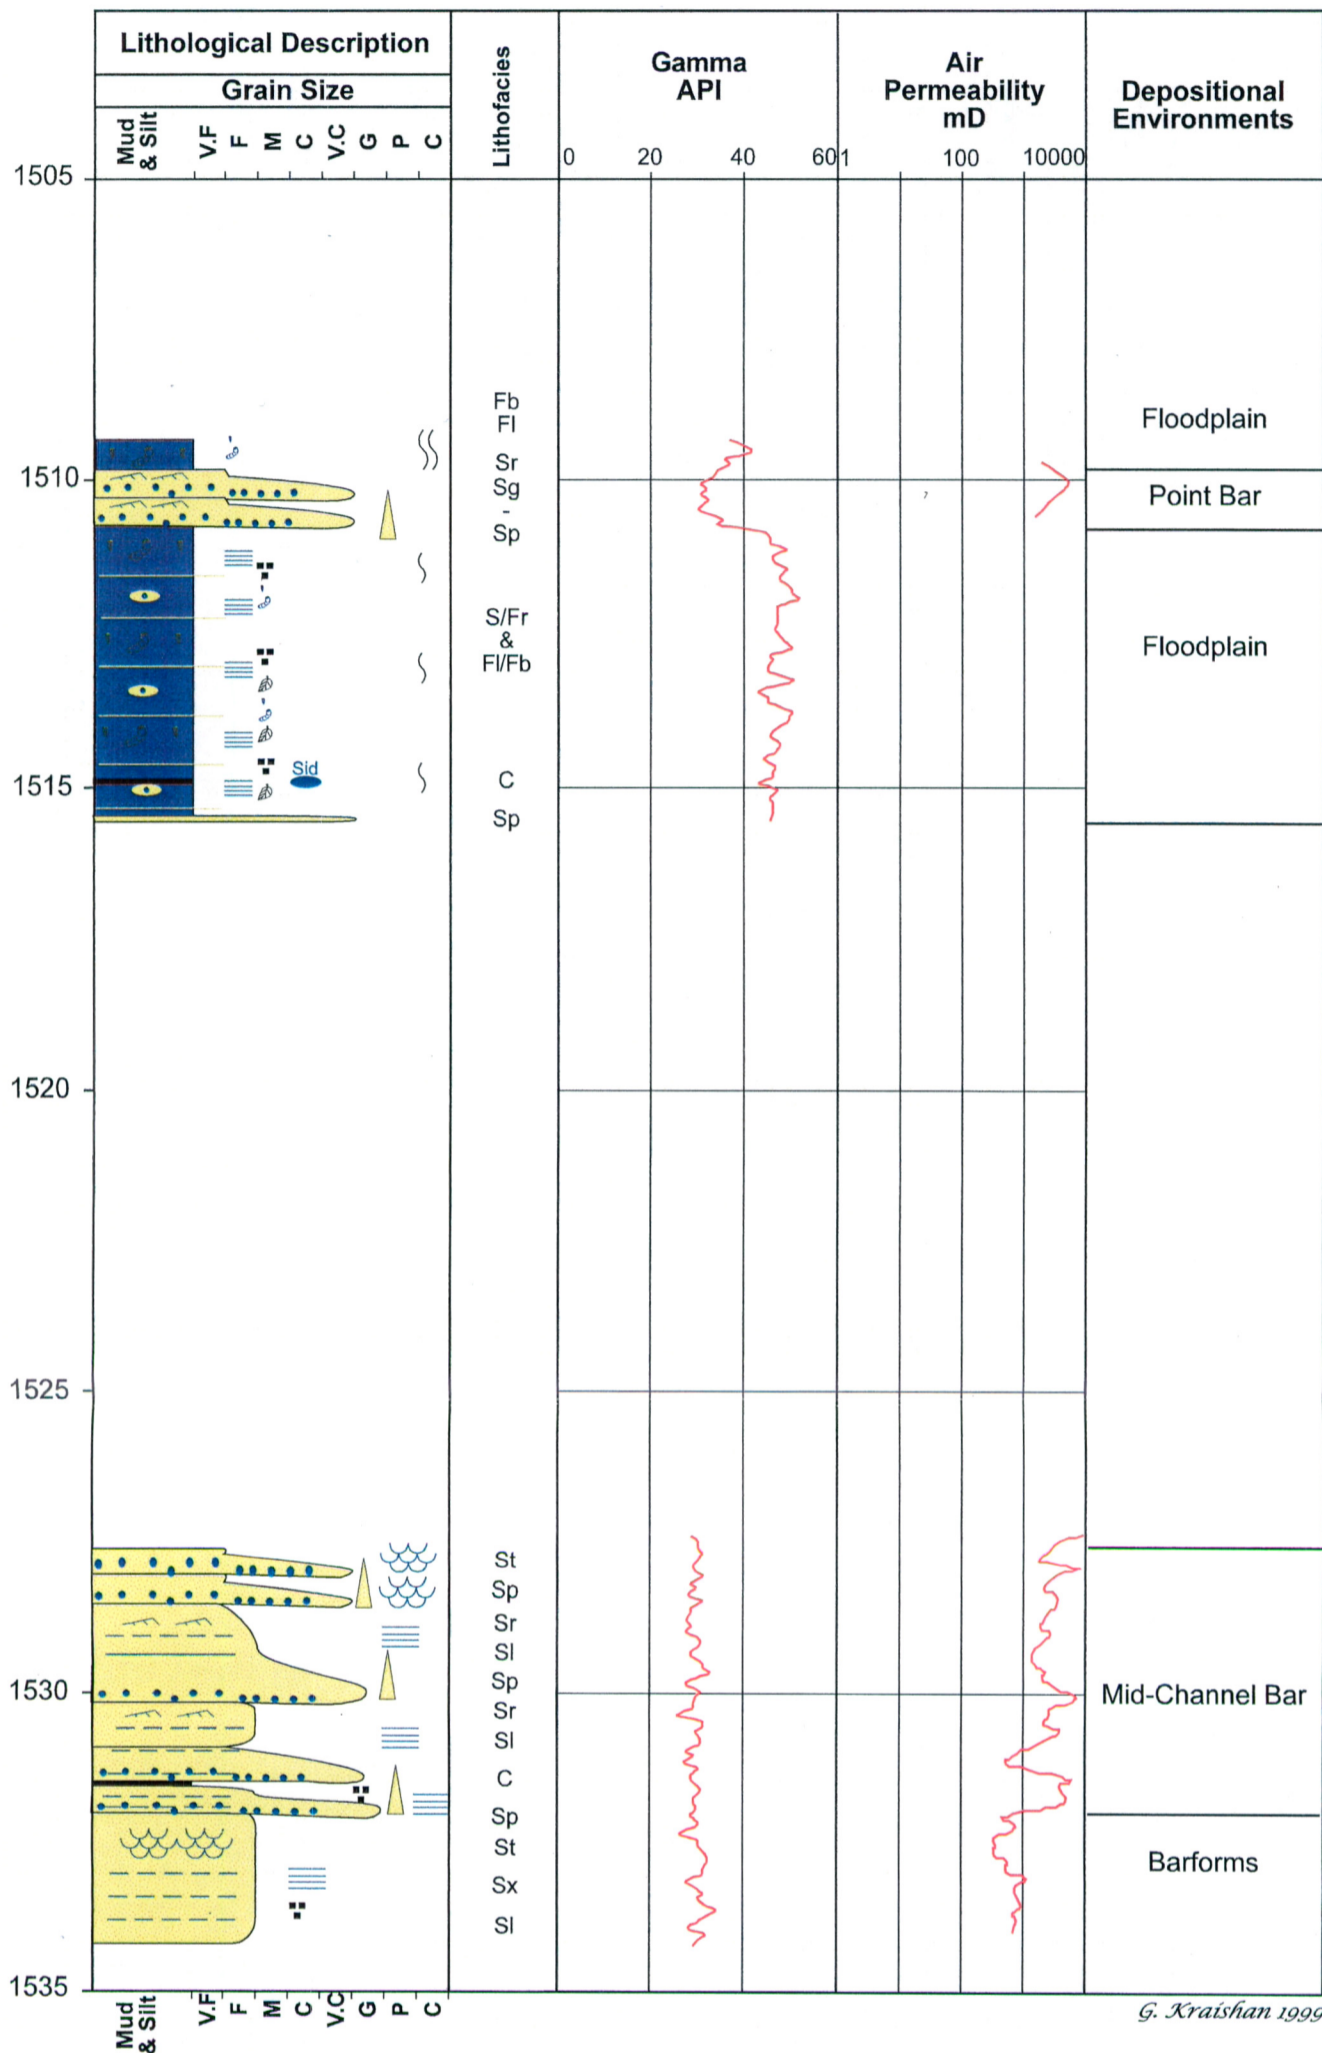 Lithological Description
Grain Size
Mud & Silt
V.F
F
M
C
V.C
G
P
C
Lithofacies
Gamma
API
0 20 40 60
Air
Permeability
mD
1 100 10000
Depositional
Environments
1505
Fb
Fl
Floodplain
Sr
1510
Sg
-
Sp
Point Bar
S/Fr
&
Fl/Fb
Floodplain
Sid
C
1515
Sp
1520
1525
St
Sp
Sr
Sl
Sp
1530
Mid-Channel Bar
Sr
Sl
C
Sp
St
Barforms
Sx
Sl
1535
Mud & Silt
V.F
F
M
C
V.C
G
P
C
G. Kraishan 1999